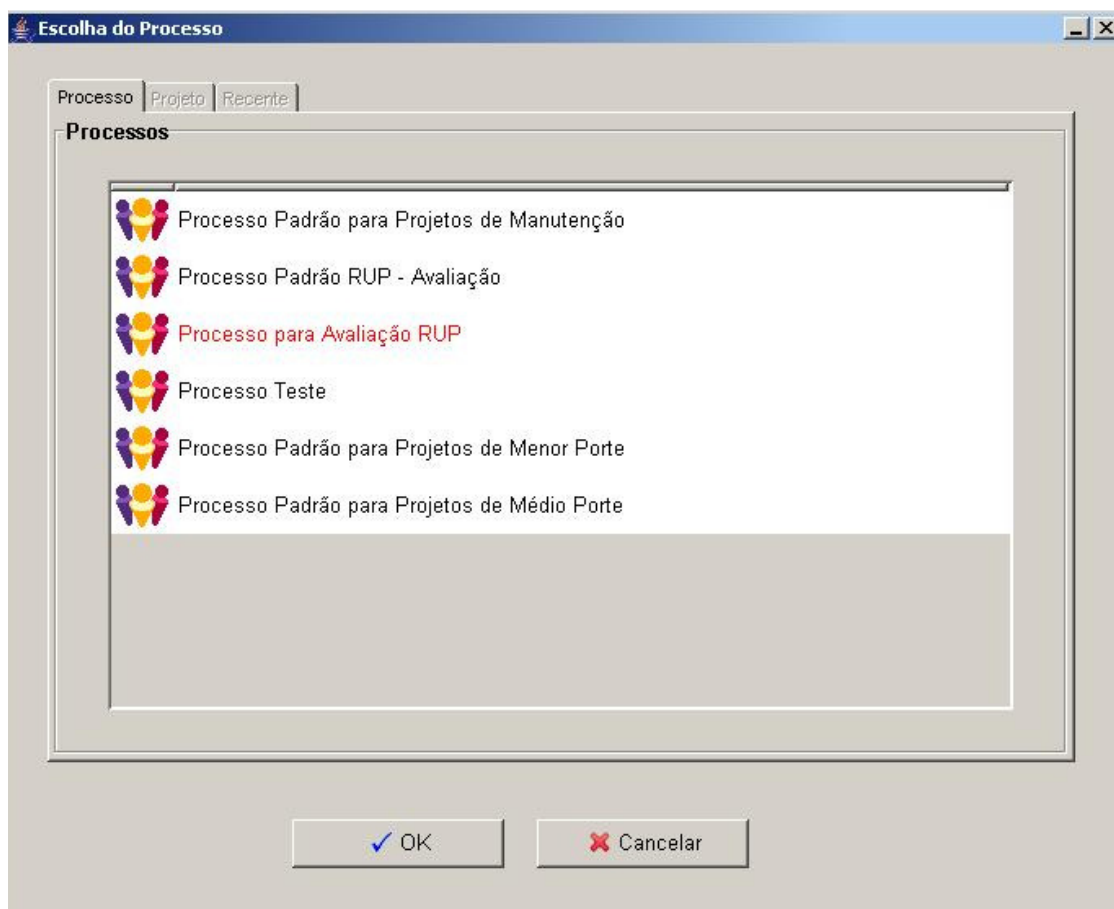 Escolha do Processo
Processo Projeto Recente
Processos
Processo Padrão para Projetos de Manutenção
Processo Padrão RUP - Avaliação
Processo para Avaliação RUP
Processo Teste
Processo Padrão para Projetos de Menor Porte
Processo Padrão para Projetos de Médio Porte
OK Cancelar